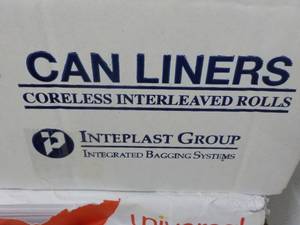 CAN LINERS
CORELESS INTERLEAVED ROLLS
INTEPLAST GROUP
INTEGRATED BAGGING SYSTEMS